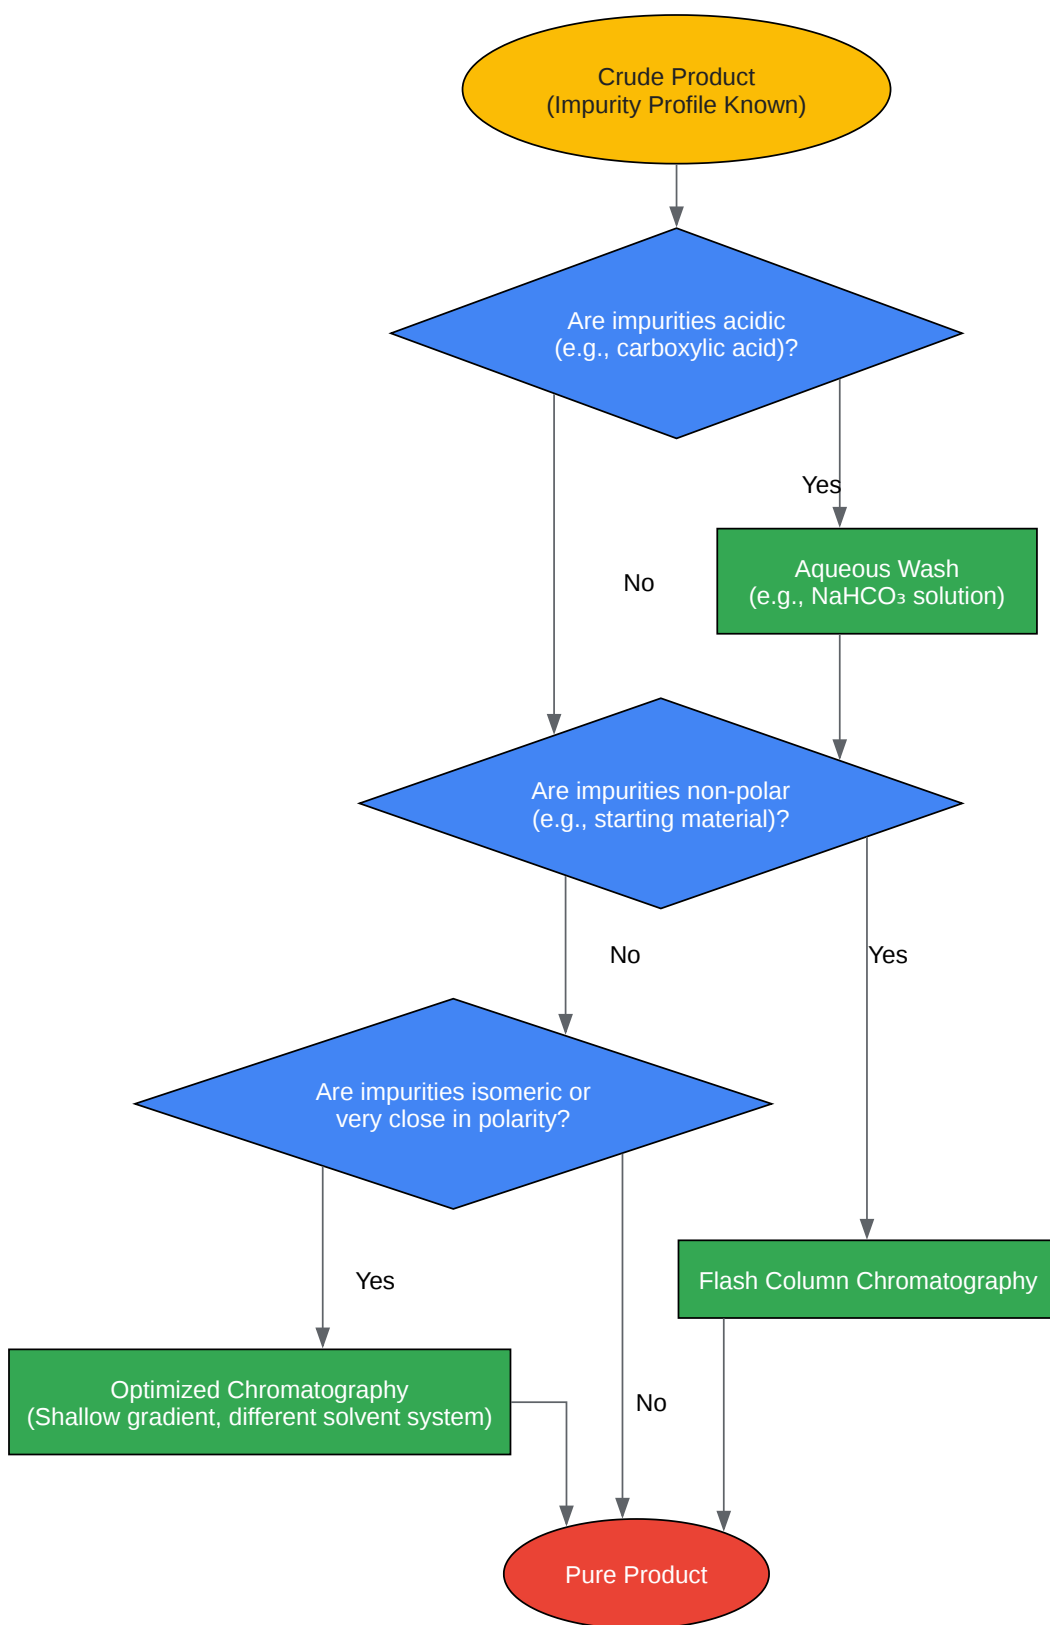 Crude Product
(Impurity Profile Known)
Are impurities acidic
(e.g., carboxylic acid)?
Yes
Aqueous Wash
(e.g., NaHCO₃ solution)
No
Are impurities non-polar
(e.g., starting material)?
No
Yes
Are impurities isomeric or
very close in polarity?
Yes
Flash Column Chromatography
Optimized Chromatography
(Shallow gradient, different solvent system)
No
Pure Product